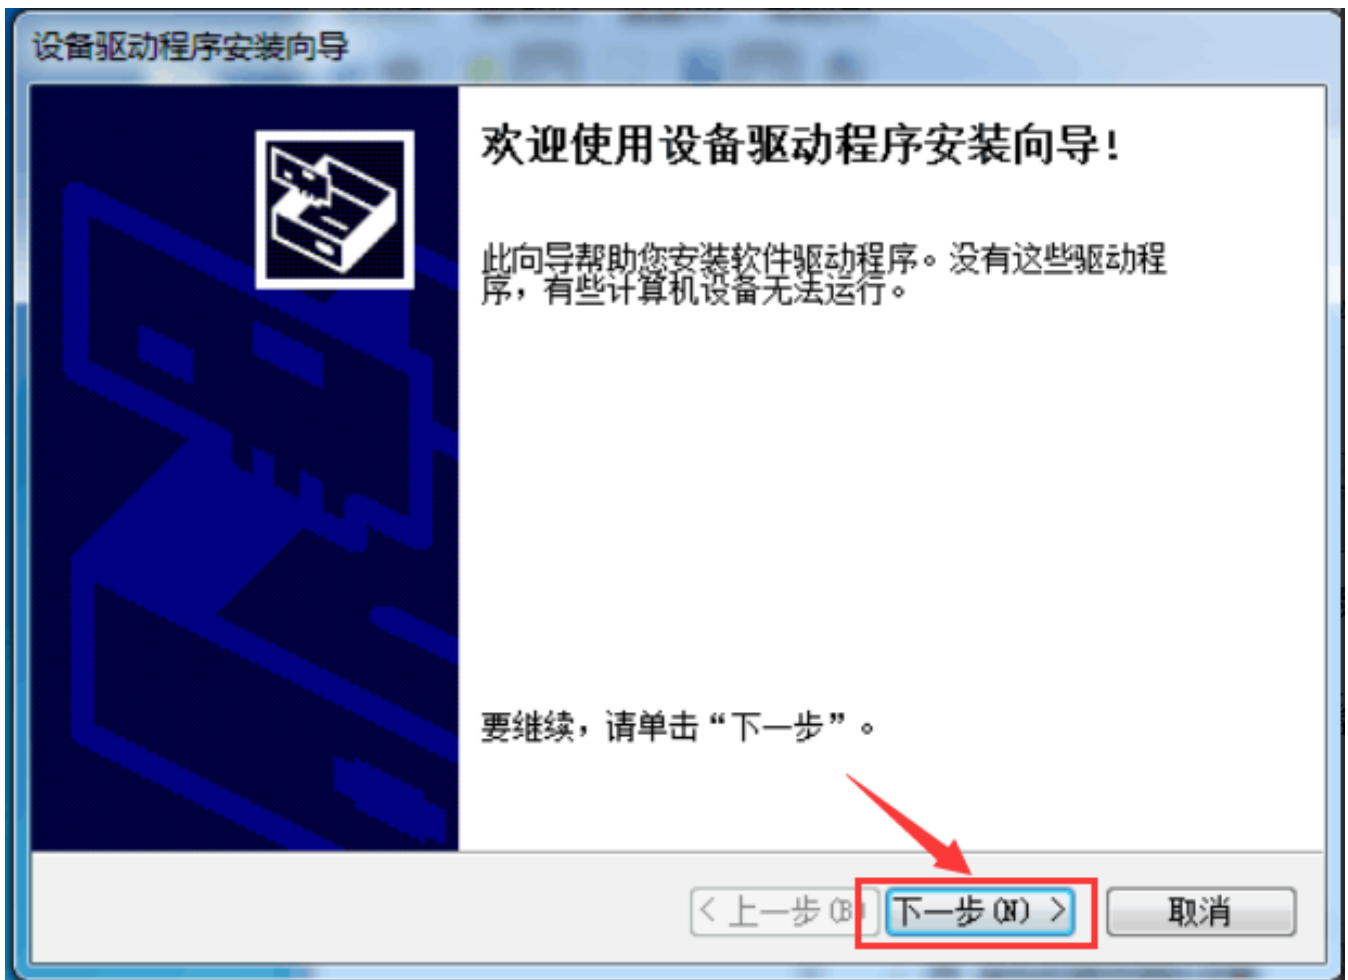 设备驱动程序安装向导
欢迎使用设备驱动程序安装向导!
此向导帮助您安装软件驱动程序。没有这些驱动程
序，有些计算机设备无法运行。
要继续，请单击“下一步”。
< 上一步(B) 下一步(N) > 取消